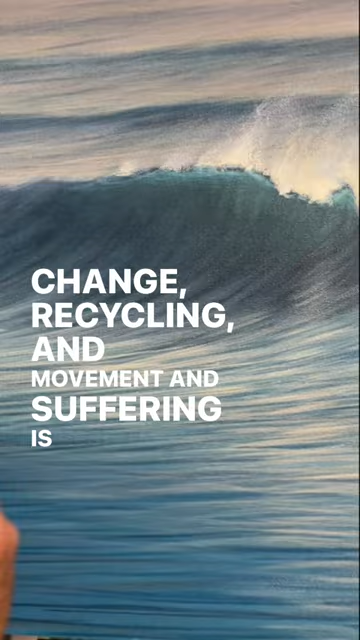 CHANGE,
RECYCLING,
AND
MOVEMENT AND
SUFFERING
IS